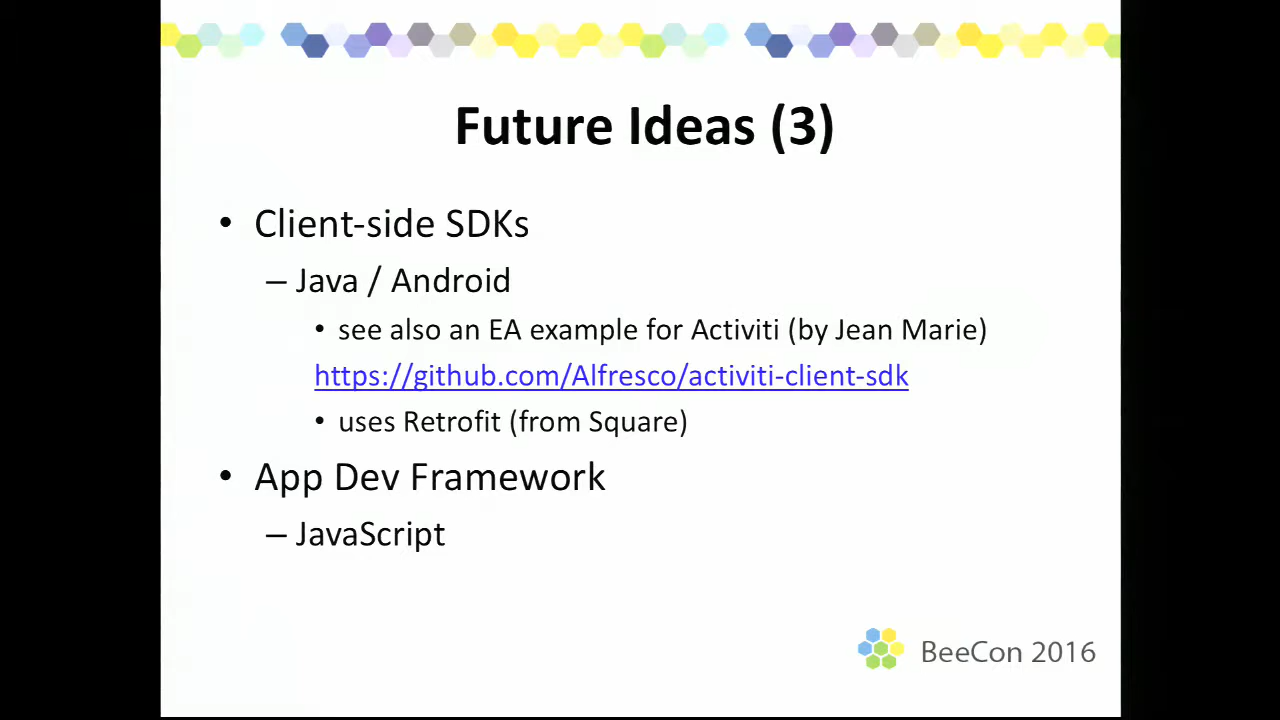 Future Ideas (3)
• Client-side SDKs
– Java / Android
• see also an EA example for Activiti (by Jean Marie)
https://github.com/Alfresco/activiti-client-sdk
• uses Retrofit (from Square)
• App Dev Framework
– JavaScript
BeeCon 2016